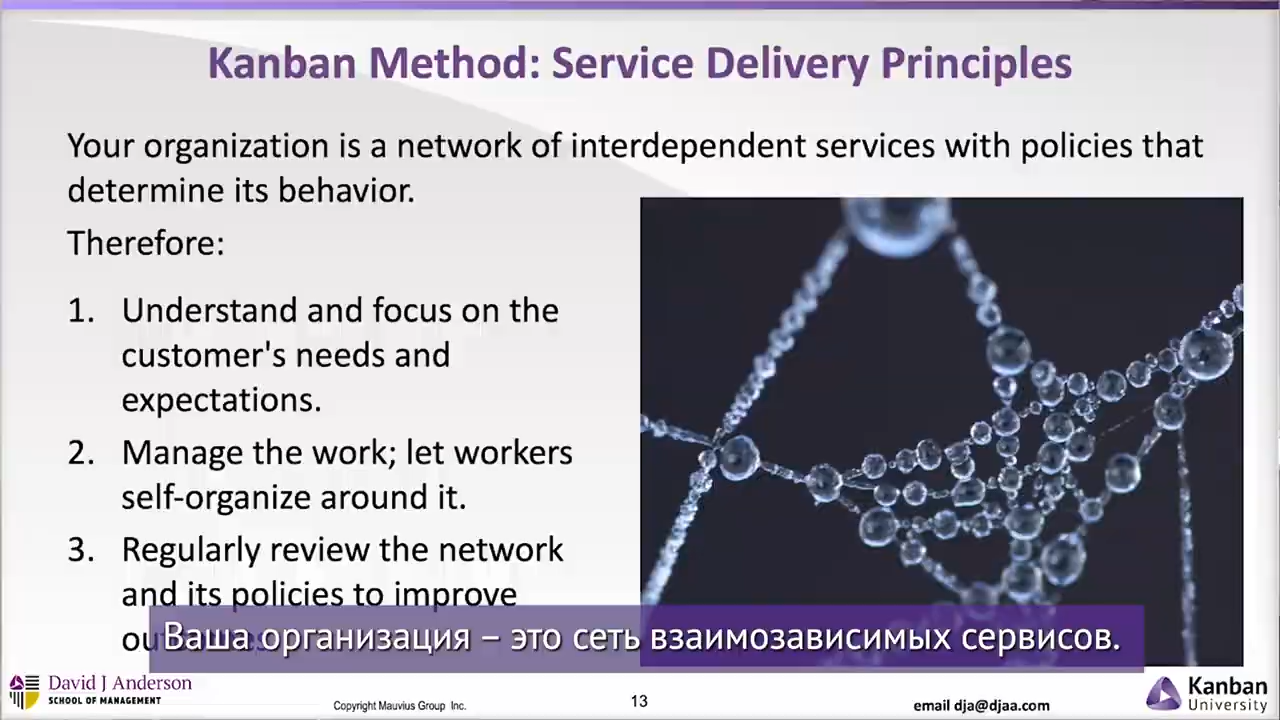 Kanban Method: Service Delivery Principles
Your organization is a network of interdependent services with policies that
determine its behavior.
Therefore:
1. Understand and focus on the
customer's needs and
expectations.
2. Manage the work; let workers
self-organize around it.
3. Regularly review the network
and its policies to improve
Ваша организация – это сеть взаимозависимых сервисов.
David J Anderson
SCHOOL OF MANAGEMENT
Copyright Mauvius Group Inc.
13
email dja@djaa.com
Kanban
University